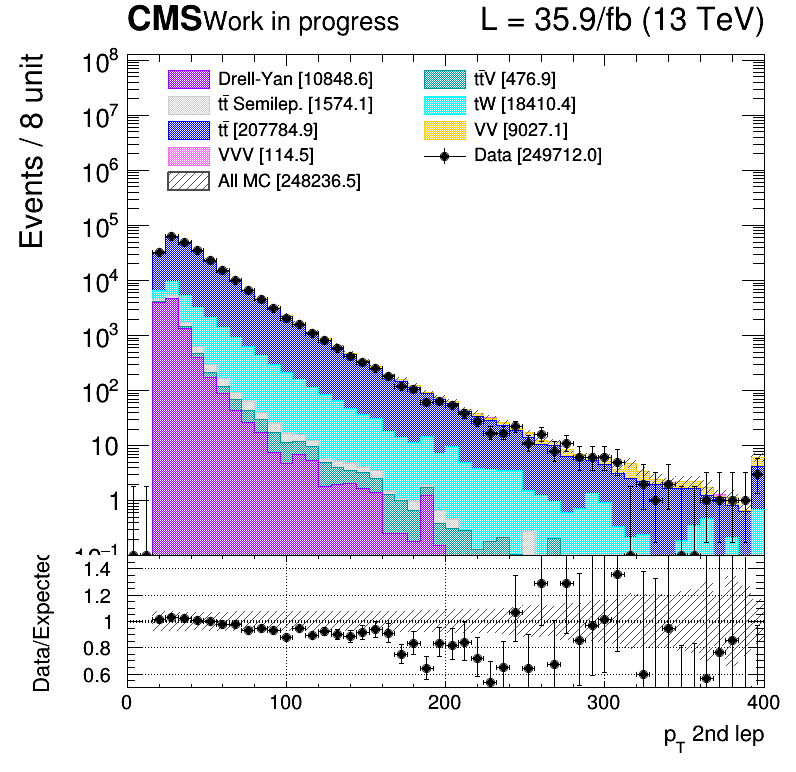 CMS Work in progress L = 35.9/fb (13 TeV)
Events / 8 unit
10⁸
10⁷
10⁶
10⁵
10⁴
10³
10²
10
1
10⁻¹
Drell-Yan [10848.6] tt̄V [476.9]
tt̄ Semilep. [1574.1] tW [18410.4]
tt̄ [207784.9] VV [9027.1]
VVV [114.5] Data [249712.0]
All MC [248236.5]
Data/Expected
1.4
1.2
1
0.8
0.6
0 100 200 300 400
p_T 2nd lep